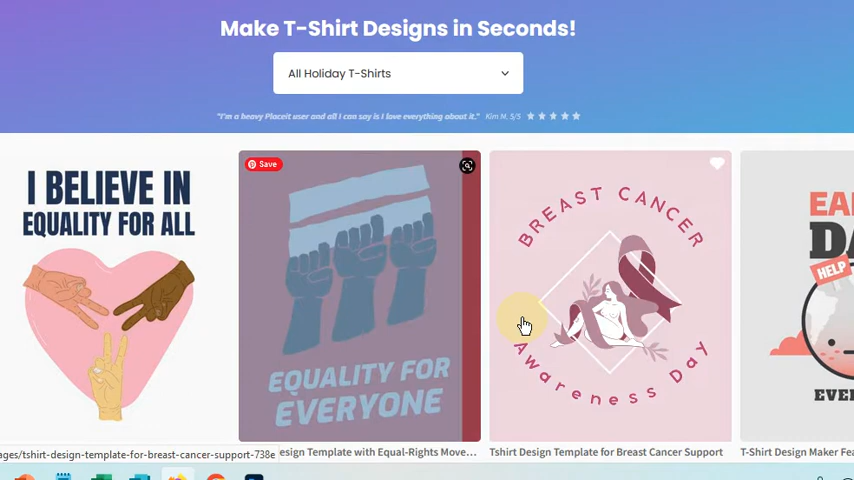 Make T-Shirt Designs in Seconds!
All Holiday T-Shirts
"I'm a heavy Placeit user and all I can say is I love everything about it." Kim M, 5/5
I BELIEVE IN
EQUALITY FOR ALL
Save
EQUALITY FOR
EVERYONE
BREAST CANCER
Awareness Day
HELP
ages/tshirt-design-template-for-breast-cancer-support-738e
esign Template with Equal-Rights Move...
Tshirt Design Template for Breast Cancer Support
T-Shirt Design Maker Fea